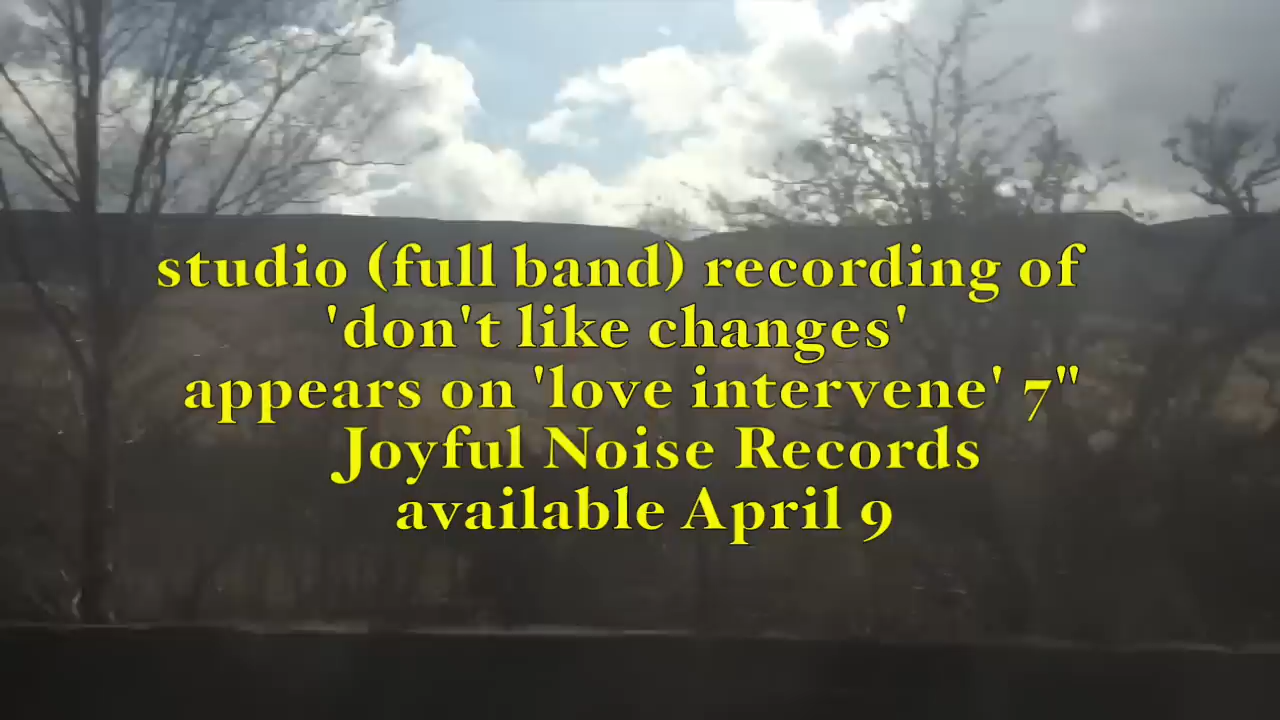 studio (full band) recording of
'don't like changes'
appears on 'love intervene' 7"
Joyful Noise Records
available April 9